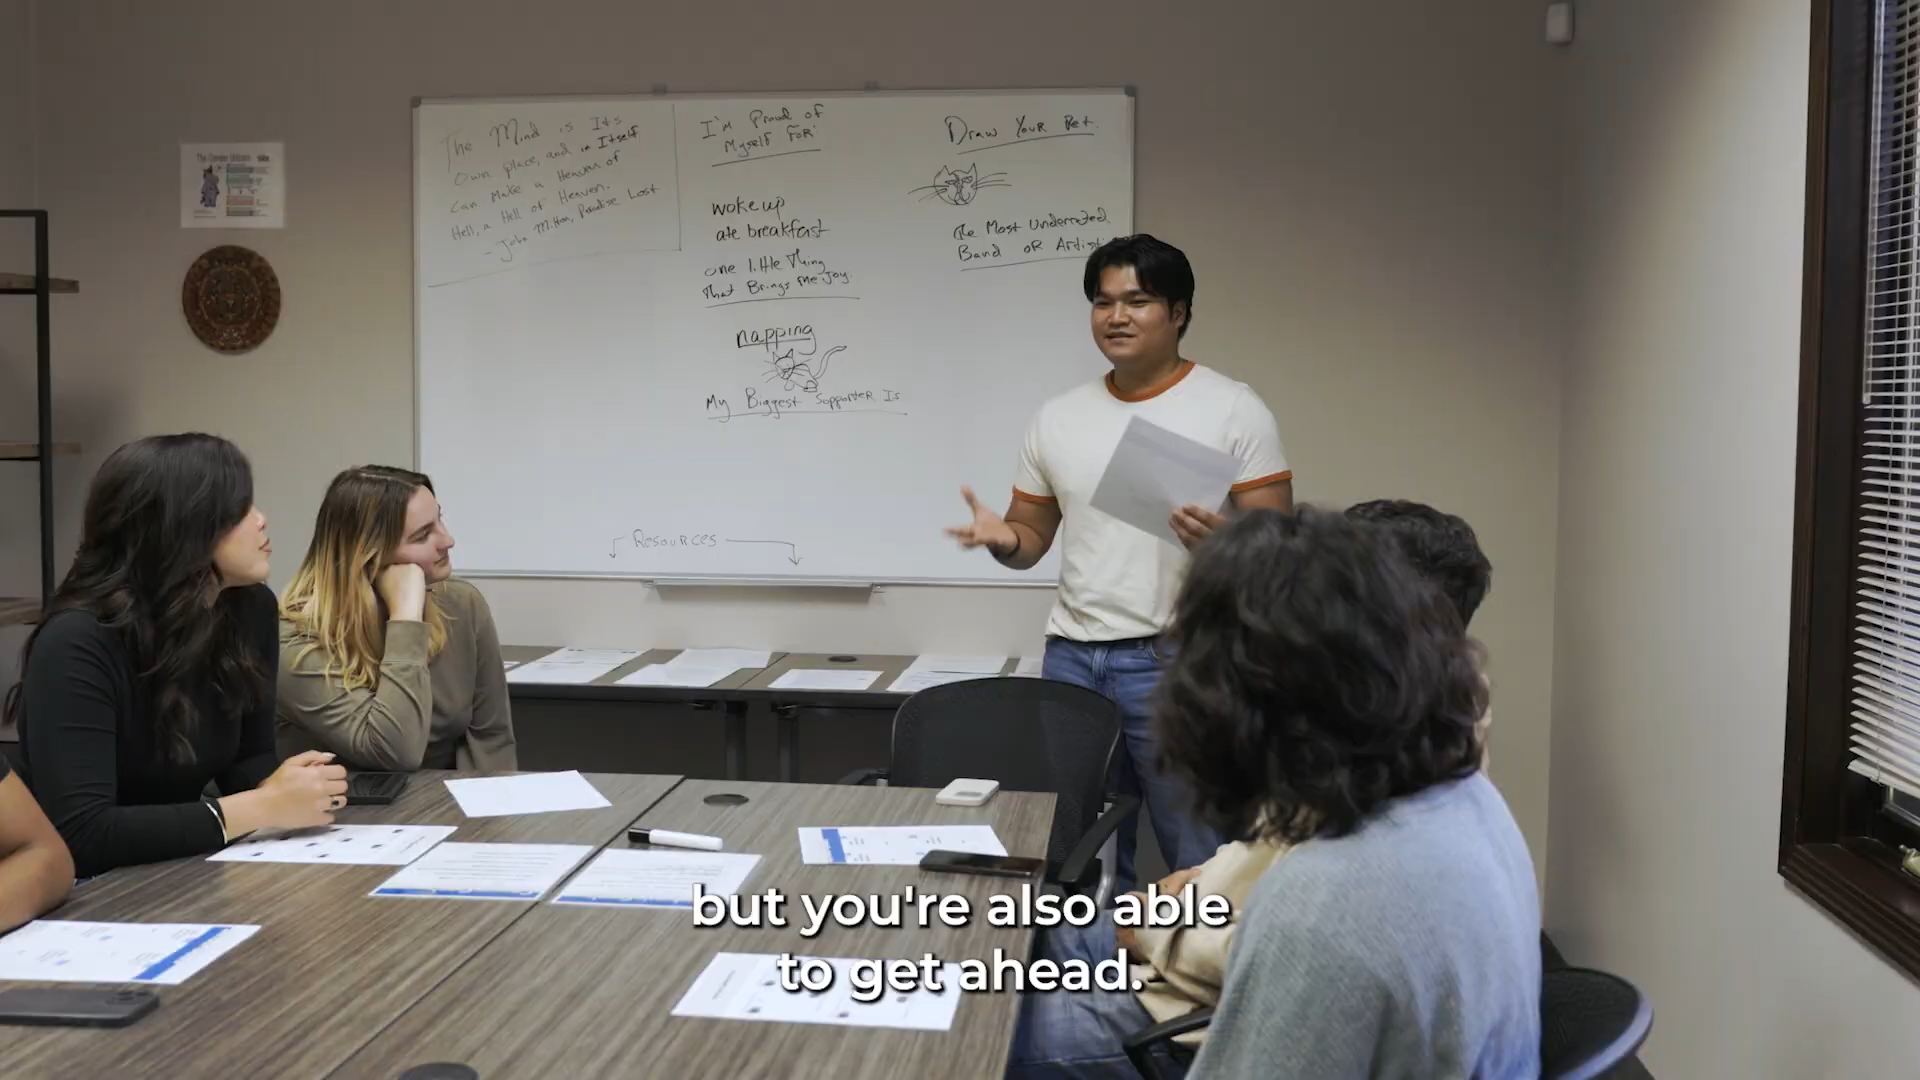 The Gender Unicorn
The Mind is Its
Own place, and in Itself
can make a Heaven of
Hell, a Hell of Heaven.
- John Milton, Paradise Lost
I'm Proud of
Myself For
woke up
ate breakfast
one little Thing
that Brings me Joy.
napping
My Biggest Supporter Is
Draw Your Pet.
The Most Underrated
Band or Artist
Resources
but you're also able
to get ahead.